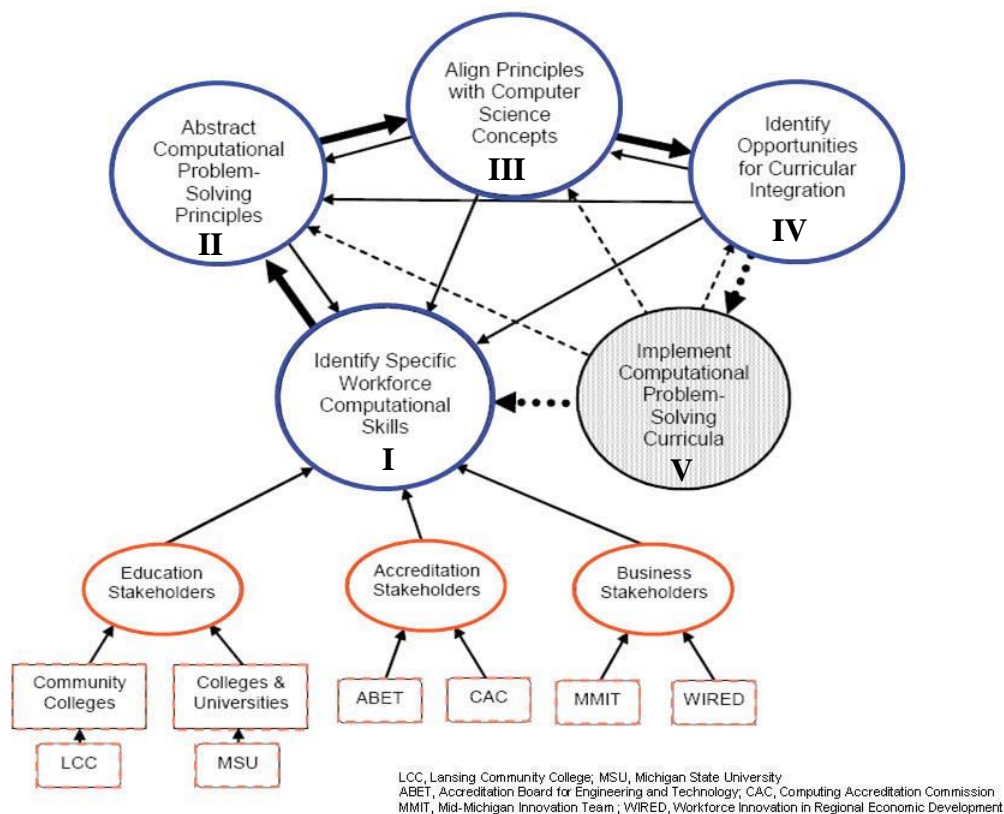 Align Principles
with Computer
Science
Concepts
III
Abstract
Computational
Problem-
Solving
Principles
II
Identify
Opportunities
for Curricular
Integration
IV
Identify Specific
Workforce
Computational
Skills
I
Implement
Computational
Problem-
Solving
Curricula
V
Education
Stakeholders
Accreditation
Stakeholders
Business
Stakeholders
Community
Colleges
Colleges &
Universities
ABET
CAC
MMIT
WIRED
LCC
MSU
LCC, Lansing Community College; MSU, Michigan State University
ABET, Accreditation Board for Engineering and Technology; CAC, Computing Accreditation Commission
MMIT, Mid-Michigan Innovation Team ; WIRED, Workforce Innovation in Regional Economic Development